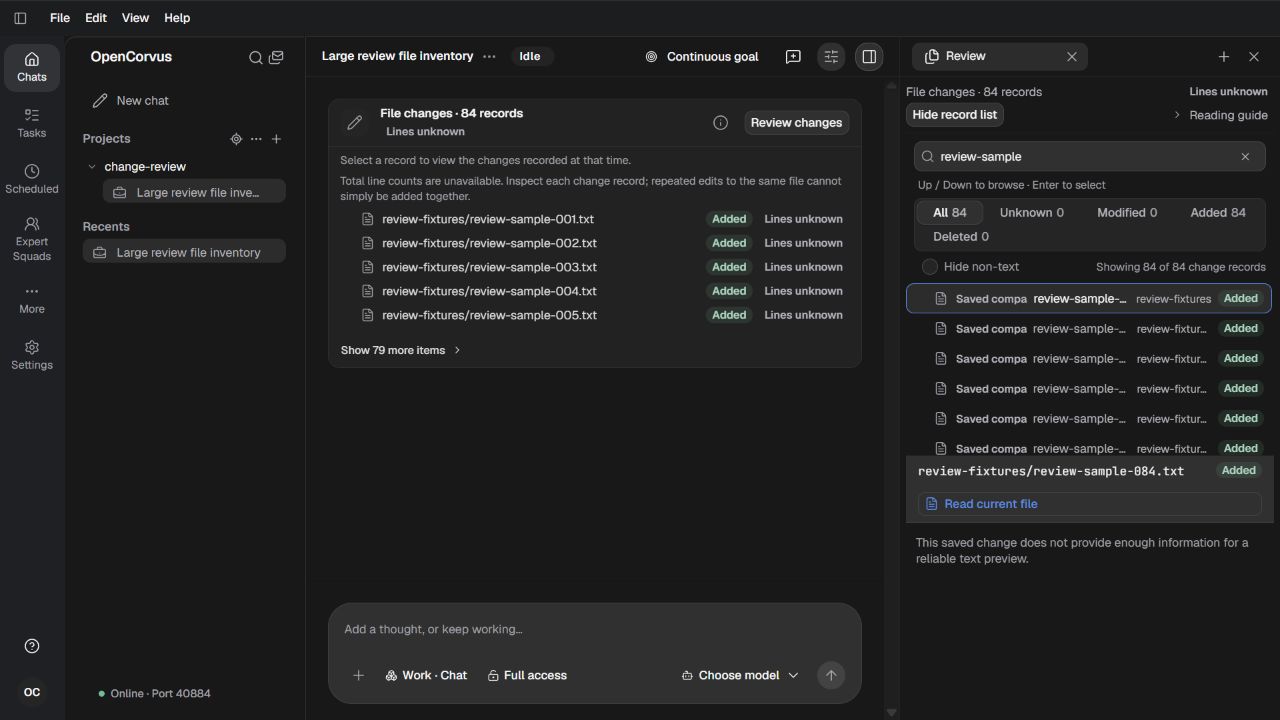 File Edit View Help
Chats
Tasks
Scheduled
Expert
Squads
More
Settings
OC
OpenCorvus
New chat
Projects
change-review
Large review file inve...
Recents
Large review file inventory
Online · Port 40884
Large review file inventory
Idle
Continuous goal
File changes · 84 records
Lines unknown
Review changes
Select a record to view the changes recorded at that time.
Total line counts are unavailable. Inspect each change record; repeated edits to the same file cannot
simply be added together.
review-fixtures/review-sample-001.txt Added Lines unknown
review-fixtures/review-sample-002.txt Added Lines unknown
review-fixtures/review-sample-003.txt Added Lines unknown
review-fixtures/review-sample-004.txt Added Lines unknown
review-fixtures/review-sample-005.txt Added Lines unknown
Show 79 more items
Add a thought, or keep working...
Work · Chat
Full access
Choose model
Review
File changes · 84 records
Lines unknown
Hide record list
Reading guide
review-sample
Up / Down to browse · Enter to select
All 84 Unknown 0 Modified 0 Added 84
Deleted 0
Hide non-text
Showing 84 of 84 change records
Saved compa review-sample-... review-fixtures Added
Saved compa review-sample-... review-fixtur... Added
Saved compa review-sample-... review-fixtur... Added
Saved compa review-sample-... review-fixtur... Added
Saved compa review-sample-... review-fixtur... Added
Saved compa review-sample-... review-fixtur... Added
review-fixtures/review-sample-084.txt Added
Read current file
This saved change does not provide enough information for a
reliable text preview.